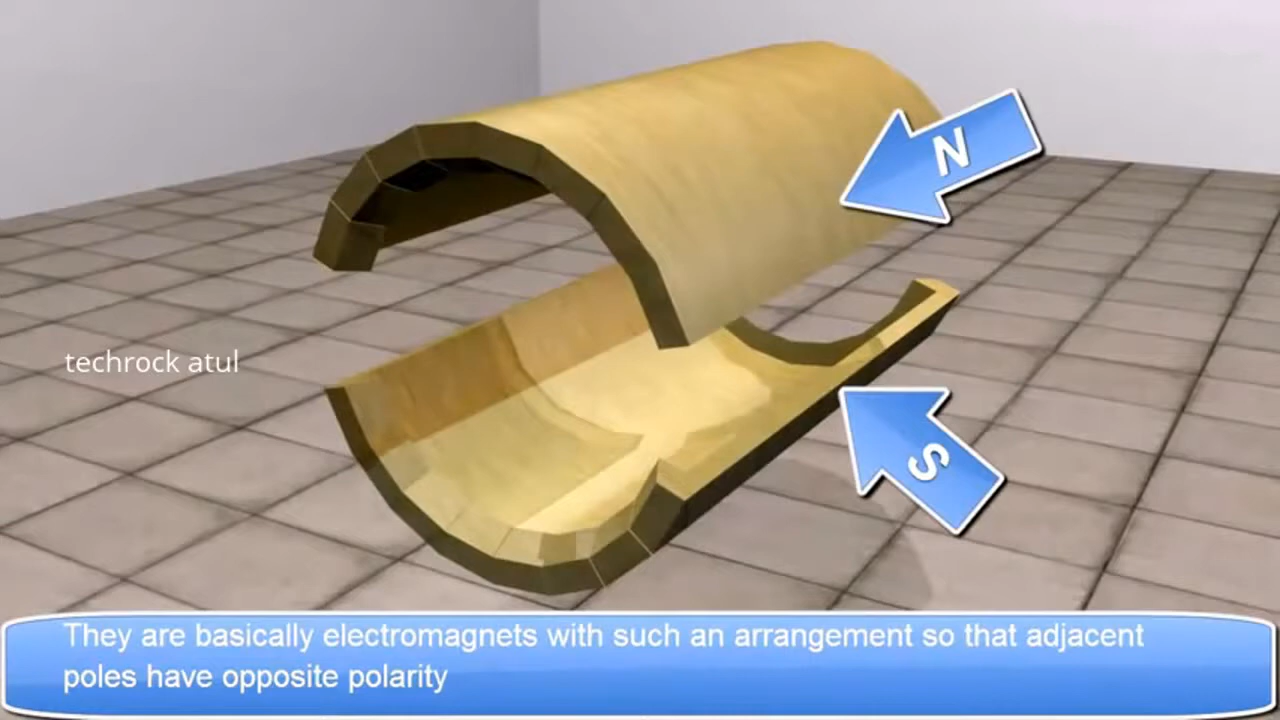 N
techrock atul
S
They are basically electromagnets with such an arrangement so that adjacent
poles have opposite polarity